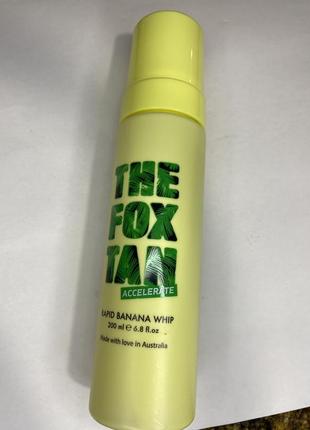 THE
FOX
TAN
ACCELERATE
RAPID BANANA WHIP
200 ml ℮ 6.8 fl.oz
Made with love in Australia